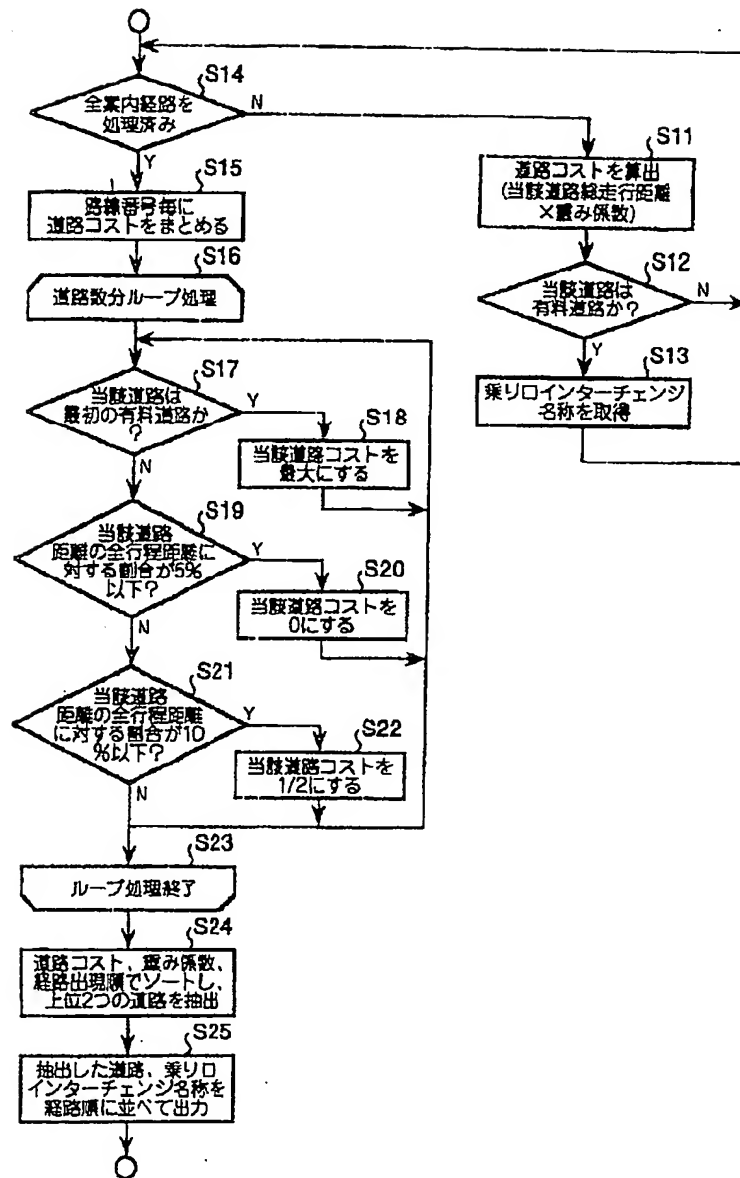 S14
全案内経路を
処理済み
N
Y
S11
道路コストを算出
(当該道路総走行距離
×重み係数)
S12
当該道路は
有料道路か?
N
Y
S13
乗り口インターチェンジ
名称を取得
S15
路線番号毎に
道路コストをまとめる
S16
道路数分ループ処理
S17
当該道路は
最初の有料道路か
?
Y
N
S18
当該道路コストを
最大にする
S19
当該道路
距離の全行程距離に
対する割合が5%
以下?
Y
N
S20
当該道路コストを
0にする
S21
当該道路
距離の全行程距離
に対する割合が10
%以下?
Y
N
S22
当該道路コストを
1/2にする
S23
ループ処理終了
S24
道路コスト、重み係数、
経路出現順でソートし、
上位2つの道路を抽出
S25
抽出した道路、乗り口
インターチェンジ名称を
経路順に並べて出力